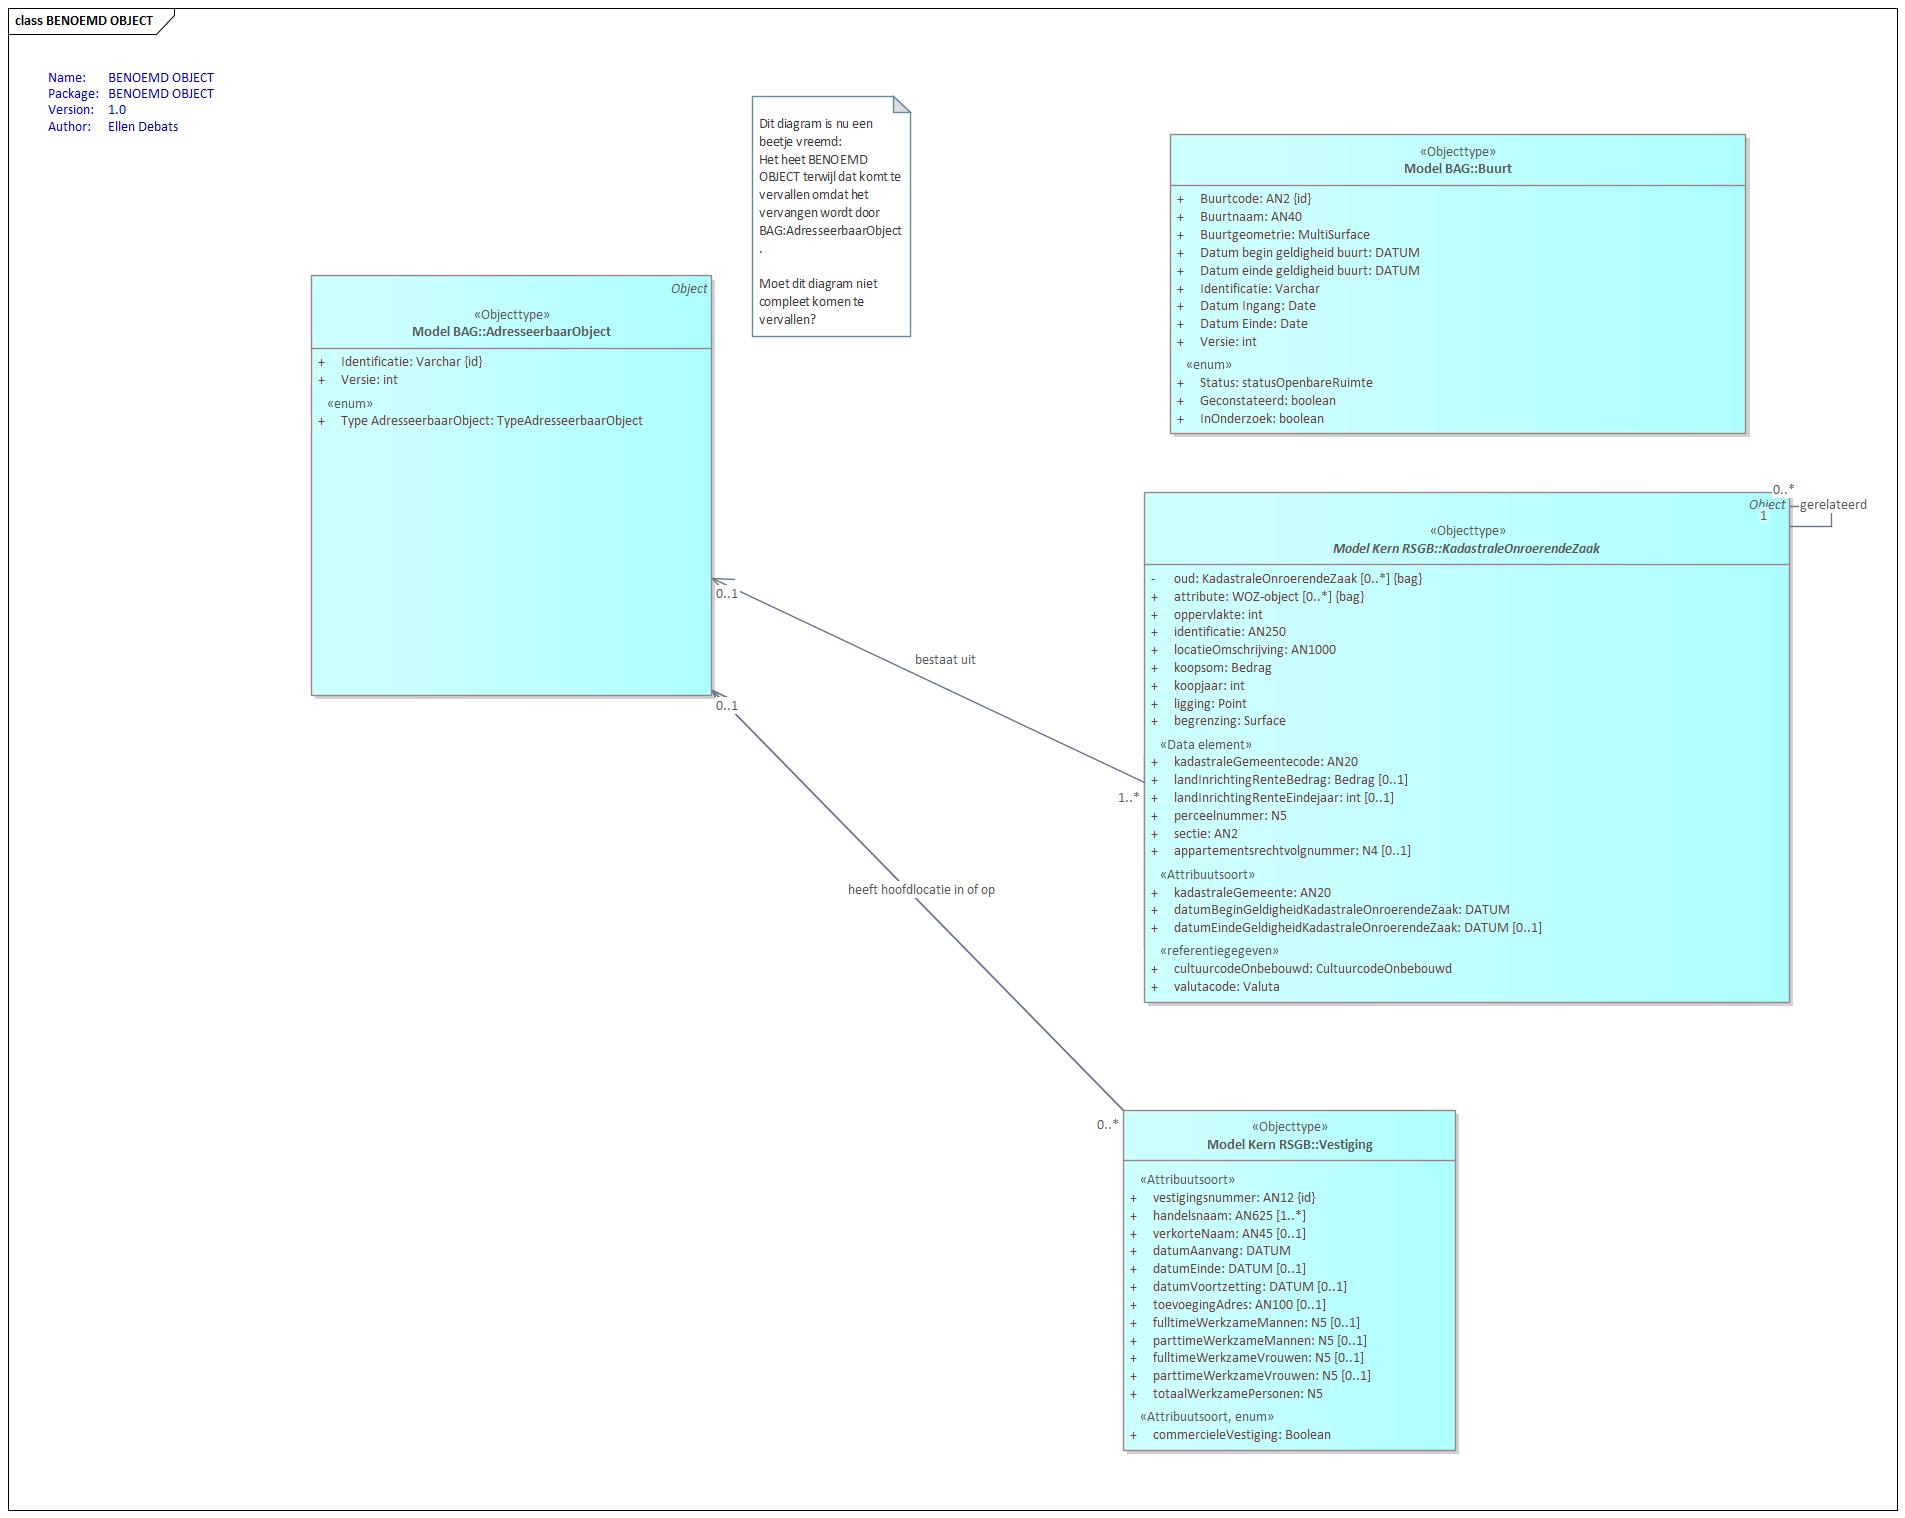 class BENOEMD OBJECT
Name: BENOEMD OBJECT
Package: BENOEMD OBJECT
Version: 1.0
Author: Ellen Debats
Dit diagram is nu een
beetje vreemd:
Het heet BENOEMD
OBJECT terwijl dat komt te
vervallen omdat het
vervangen wordt door
BAG:AdresseerbaarObject
.
Moet dit diagram niet
compleet komen te
vervallen?
«Objecttype»
Model BAG::Buurt
+ Buurtcode: AN2 {id}
+ Buurtnaam: AN40
+ Buurtgeometrie: MultiSurface
+ Datum begin geldigheid buurt: DATUM
+ Datum einde geldigheid buurt: DATUM
+ Identificatie: Varchar
+ Datum Ingang: Date
+ Datum Einde: Date
+ Versie: int
«enum»
+ Status: statusOpenbareRuimte
+ Geconstateerd: boolean
+ InOnderzoek: boolean
Object
«Objecttype»
Model BAG::AdresseerbaarObject
+ Identificatie: Varchar {id}
+ Versie: int
«enum»
+ Type AdresseerbaarObject: TypeAdresseerbaarObject
0..*
gerelateerd
1
Object
«Objecttype»
Model Kern RSGB::KadastraleOnroerendeZaak
- oud: KadastraleOnroerendeZaak [0..*] {bag}
+ attribute: WOZ-object [0..*] {bag}
+ oppervlakte: int
+ identificatie: AN250
+ locatieOmschrijving: AN1000
+ koopsom: Bedrag
+ koopjaar: int
+ ligging: Point
+ begrenzing: Surface
«Data element»
+ kadastraleGemeentecode: AN20
+ landInrichtingRenteBedrag: Bedrag [0..1]
+ landInrichtingRenteEindejaar: int [0..1]
+ perceelnummer: N5
+ sectie: AN2
+ appartementsrechtvolgnummer: N4 [0..1]
«Attribuutsoort»
+ kadastraleGemeente: AN20
+ datumBeginGeldigheidKadastraleOnroerendeZaak: DATUM
+ datumEindeGeldigheidKadastraleOnroerendeZaak: DATUM [0..1]
«referentiegegeven»
+ cultuurcodeOnbebouwd: CultuurcodeOnbebouwd
+ valutacode: Valuta
0..1
bestaat uit
1..*
0..1
heeft hoofdlocatie in of op
0..*
«Objecttype»
Model Kern RSGB::Vestiging
«Attribuutsoort»
+ vestigingsnummer: AN12 {id}
+ handelsnaam: AN625 [1..*]
+ verkorteNaam: AN45 [0..1]
+ datumAanvang: DATUM
+ datumEinde: DATUM [0..1]
+ datumVoortzetting: DATUM [0..1]
+ toevoegingAdres: AN100 [0..1]
+ fulltimeWerkzameMannen: N5 [0..1]
+ parttimeWerkzameMannen: N5 [0..1]
+ fulltimeWerkzameVrouwen: N5 [0..1]
+ parttimeWerkzameVrouwen: N5 [0..1]
+ totaalWerkzamePersonen: N5
«Attribuutsoort, enum»
+ commercieleVestiging: Boolean